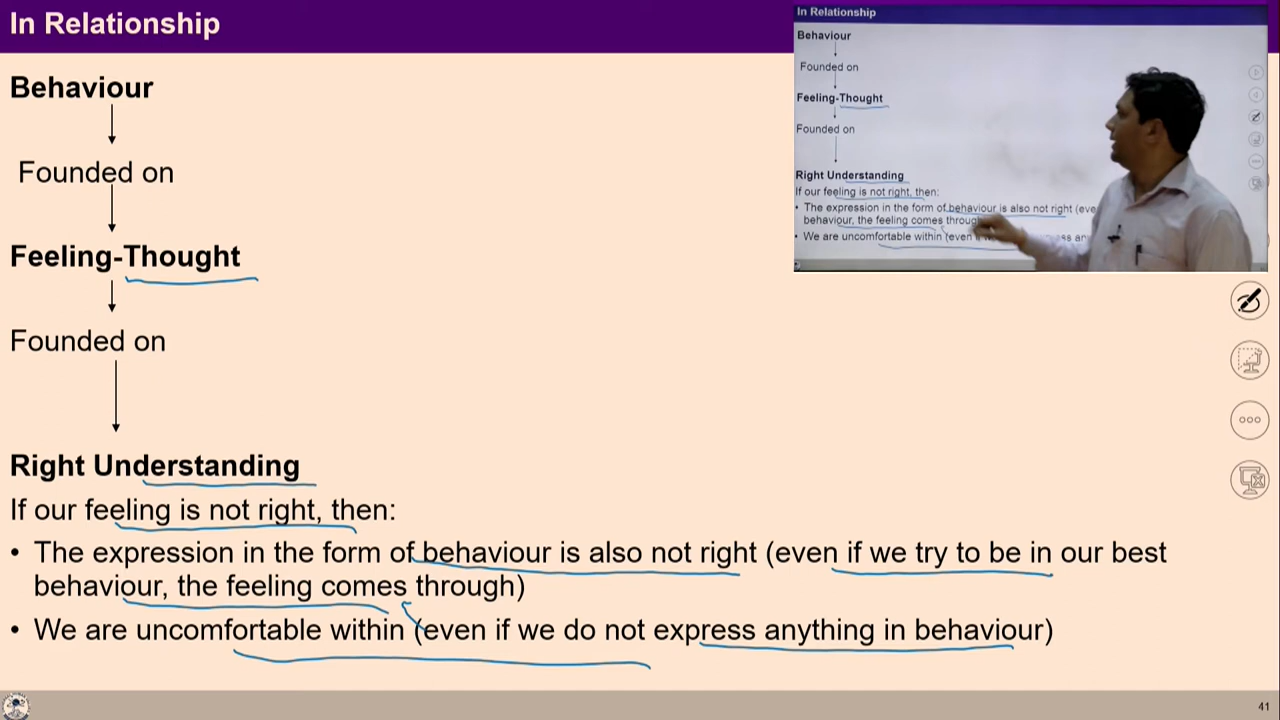 In Relationship
Behaviour
Founded on
Feeling-Thought
Founded on
Right Understanding
If our feeling is not right, then:
• The expression in the form of behaviour is also not right (even if we try to be in our best
behaviour, the feeling comes through)
• We are uncomfortable within (even if we do not express anything in behaviour)
In Relationship
Behaviour
Founded on
Feeling-Thought
Founded on
Right Understanding
If our feeling is not right, then:
• The expression in the form of behaviour is also not right (eve
behaviour, the feeling comes throug
• We are uncomfortable within (even
41